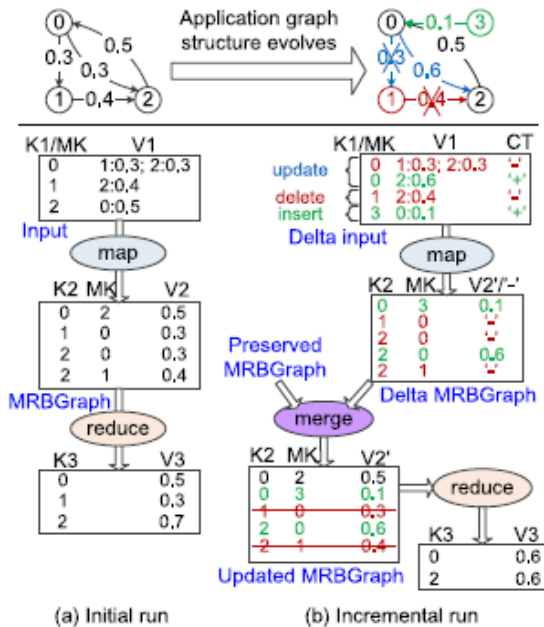 Application graph
structure evolves
0 0.5
0.3 0.3
1 0.4 2
0 0.1 3
0.3 0.6 0.5
1 0.4 2
K1/MK V1
0 1:0.3; 2:0.3
1 2:0.4
2 0:0.5
Input
map
K2 MK V2
0 2 0.5
1 0 0.3
2 0 0.3
2 1 0.4
MRBGraph
reduce
K3 V3
0 0.5
1 0.3
2 0.7
(a) Initial run
K1/MK V1 CT
update
0 1:0.3; 2:0.3 '-'
0 2:0.6 '+'
delete 1 2:0.4 '-'
insert 3 0:0.1 '+'
Delta input
map
K2 MK V2'/'-'
0 3 0.1
1 0 '-'
2 0 '-'
2 0 0.6
2 1 '-'
Delta MRBGraph
Preserved
MRBGraph
merge
K2 MK V2'
0 2 0.5
0 3 0.1
1 0 0.3
2 0 0.6
2 1 0.4
Updated MRBGraph
reduce
K3 V3
0 0.6
2 0.6
(b) Incremental run